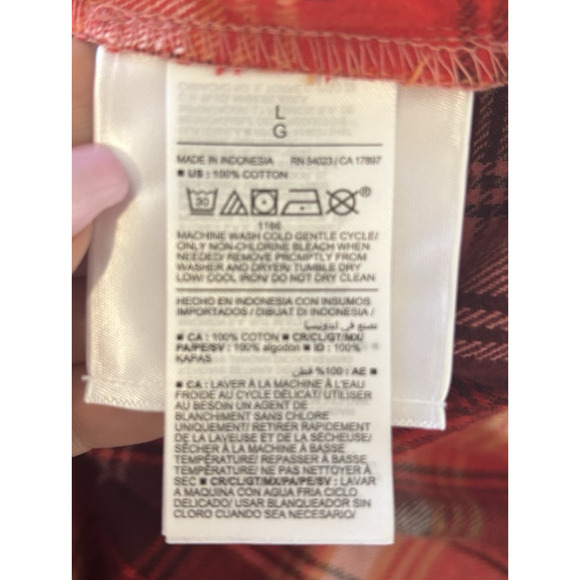 L
G
MADE IN INDONESIA RN 54023 / CA 17897
■ US : 100% COTTON
30 ®
1166
MACHINE WASH COLD GENTLE CYCLE/
ONLY NON-CHLORINE BLEACH WHEN
NEEDED/ REMOVE PROMPTLY FROM
WASHER AND DRYER/ TUMBLE DRY
LOW/ COOL IRON/ DO NOT DRY CLEAN
HECHO EN INDONESIA CON INSUMOS
IMPORTADOS / DIBUAT DI INDONESIA /
تصنع في اندونيسيا
■ CA : 100% COTON ■ CR/CL/GT/MX/
PA/PE/SV : 100% algodon ■ ID : 100%
KAPAS
■ AE : 100% قطن
■ CA : LAVER À LA MACHINE À L'EAU
FROIDE AU CYCLE DÉLICAT/ UTILISER
AU BESOIN UN AGENT DE
BLANCHIMENT SANS CHLORE
UNIQUEMENT/ RETIRER RAPIDEMENT
DE LA LAVEUSE ET DE LA SÉCHEUSE/
SÉCHER À LA MACHINE À BASSE
TEMPÉRATURE/ REPASSER À BASSE
TEMPÉRATURE/ NE PAS NETTOYER À
SEC ■ CR/CL/GT/MX/PA/PE/SV : LAVAR
A MAQUINA CON AGUA FRIA CICLO
DELICADO/ USAR BLANQUEADOR SIN
CLORO CUANDO SEA NECESARIO/